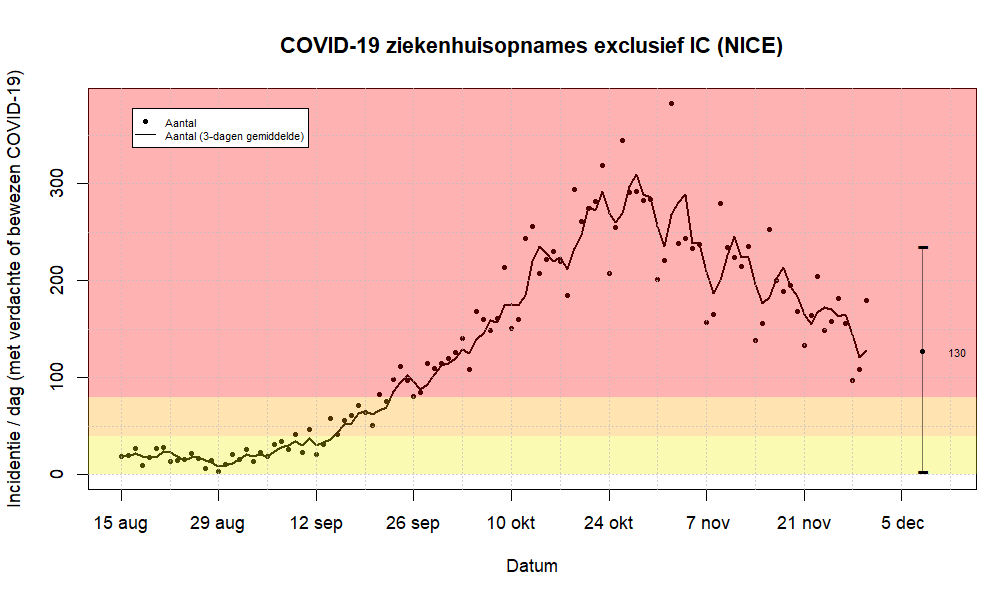 COVID-19 ziekenhuisopnames exclusief IC (NICE)
Incidentie / dag (met verdachte of bewezen COVID-19)
Aantal
Aantal (3-dagen gemiddelde)
300
200
100
0
130
15 aug 29 aug 12 sep 26 sep 10 okt 24 okt 7 nov 21 nov 5 dec
Datum